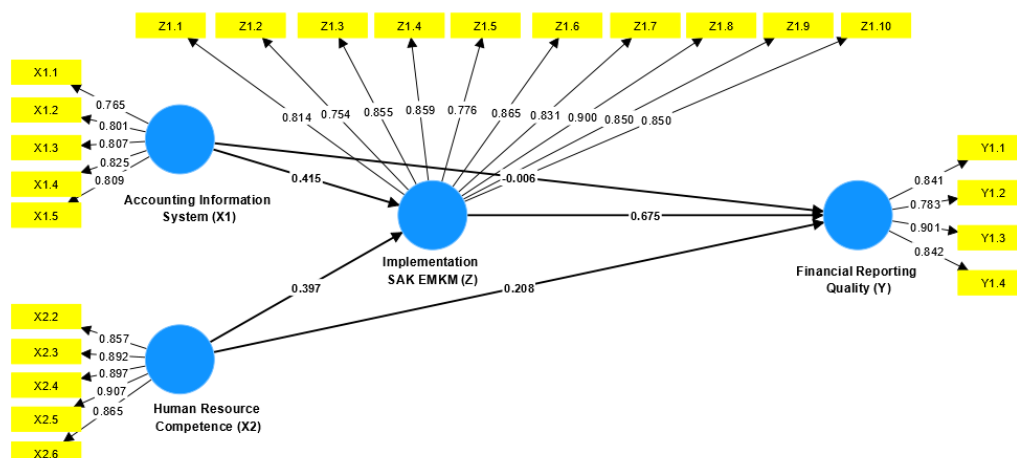 Z1.1 Z1.2 Z1.3 Z1.4 Z1.5 Z1.6 Z1.7 Z1.8 Z1.9 Z1.10
X1.1
X1.2
X1.3
X1.4
X1.5
0.765
0.801
0.807
0.825
0.809
Accounting Information
System (X1)
0.814 0.754 0.855 0.859 0.776 0.865 0.831 0.900 0.850 0.850
0.415
-0.006
Implementation
SAK EMKM (Z)
0.675
0.397
0.208
Y1.1
Y1.2
Y1.3
Y1.4
0.841
0.783
0.901
0.842
Financial Reporting
Quality (Y)
X2.2
X2.3
X2.4
X2.5
X2.6
0.857
0.892
0.897
0.907
0.865
Human Resource
Competence (X2)